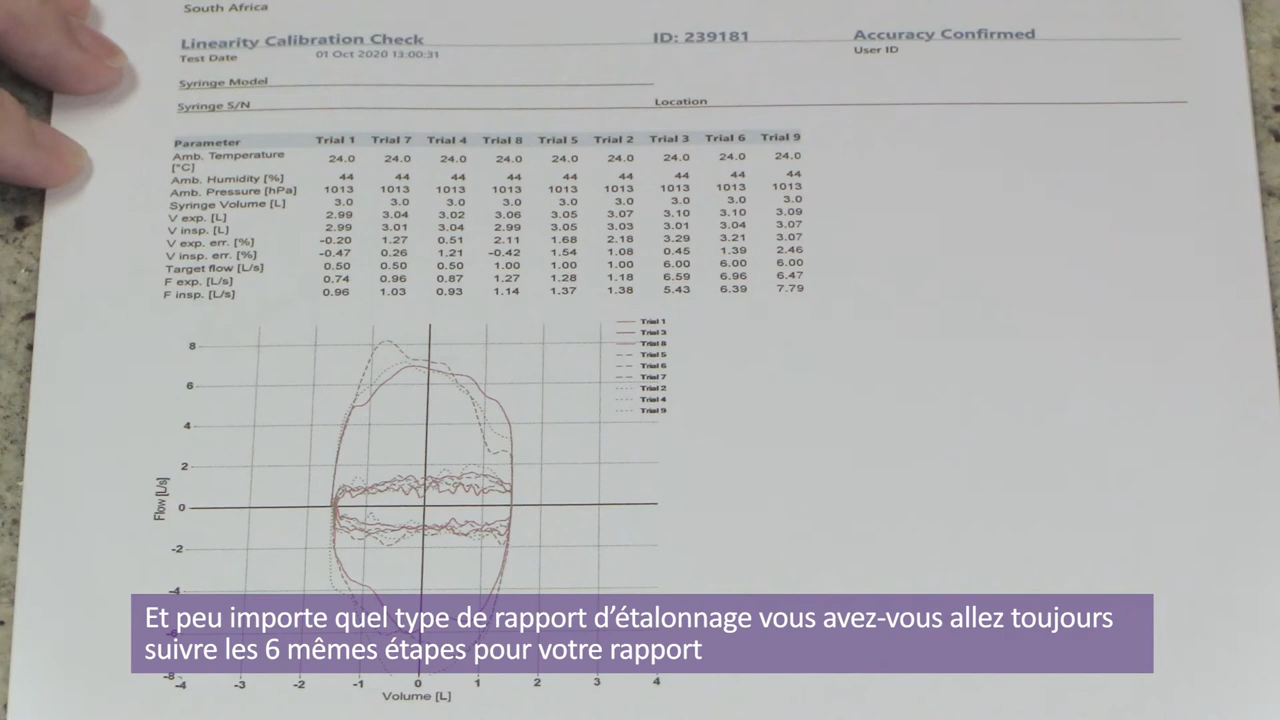 South Africa
Linearity Calibration Check ID: 239181 Accuracy Confirmed
Test Date 01 Oct 2020 13:00:31 User ID
Syringe Model
Syringe S/N Location
Parameter Trial 1 Trial 7 Trial 4 Trial 8 Trial 5 Trial 2 Trial 3 Trial 6 Trial 9
Amb. Temperature
[°C] 24.0 24.0 24.0 24.0 24.0 24.0 24.0 24.0 24.0
Amb. Humidity [%] 44 44 44 44 44 44 44 44 44
Amb. Pressure [hPa] 1013 1013 1013 1013 1013 1013 1013 1013 1013
Syringe Volume [L] 3.0 3.0 3.0 3.0 3.0 3.0 3.0 3.0 3.0
V exp. [L] 2.99 3.04 3.02 3.06 3.05 3.07 3.10 3.10 3.09
V insp. [L] 2.99 3.01 3.04 2.99 3.05 3.03 3.01 3.04 3.07
V exp. err. [%] -0.20 1.27 0.51 2.11 1.68 2.18 3.29 3.21 3.07
V insp. err. [%] -0.47 0.26 1.21 -0.42 1.54 1.08 0.45 1.39 2.46
Target flow [L/s] 0.50 0.50 0.50 1.00 1.00 1.00 6.00 6.00 6.00
F exp. [L/s] 0.74 0.96 0.87 1.27 1.28 1.18 6.59 6.96 6.47
F insp. [L/s] 0.96 1.03 0.93 1.14 1.37 1.38 5.43 6.39 7.79
Trial 1
Trial 3
Trial 8
Trial 5
Trial 6
Trial 7
Trial 2
Trial 4
Trial 9
8
6
4
2
Flow [L/s]
0
-2
-4
Et peu importe quel type de rapport d'étalonnage vous avez-vous allez toujours
suivre les 6 mêmes étapes pour votre rapport
-8
-4 -3 -2 -1 0 1 2 3 4
Volume [L]